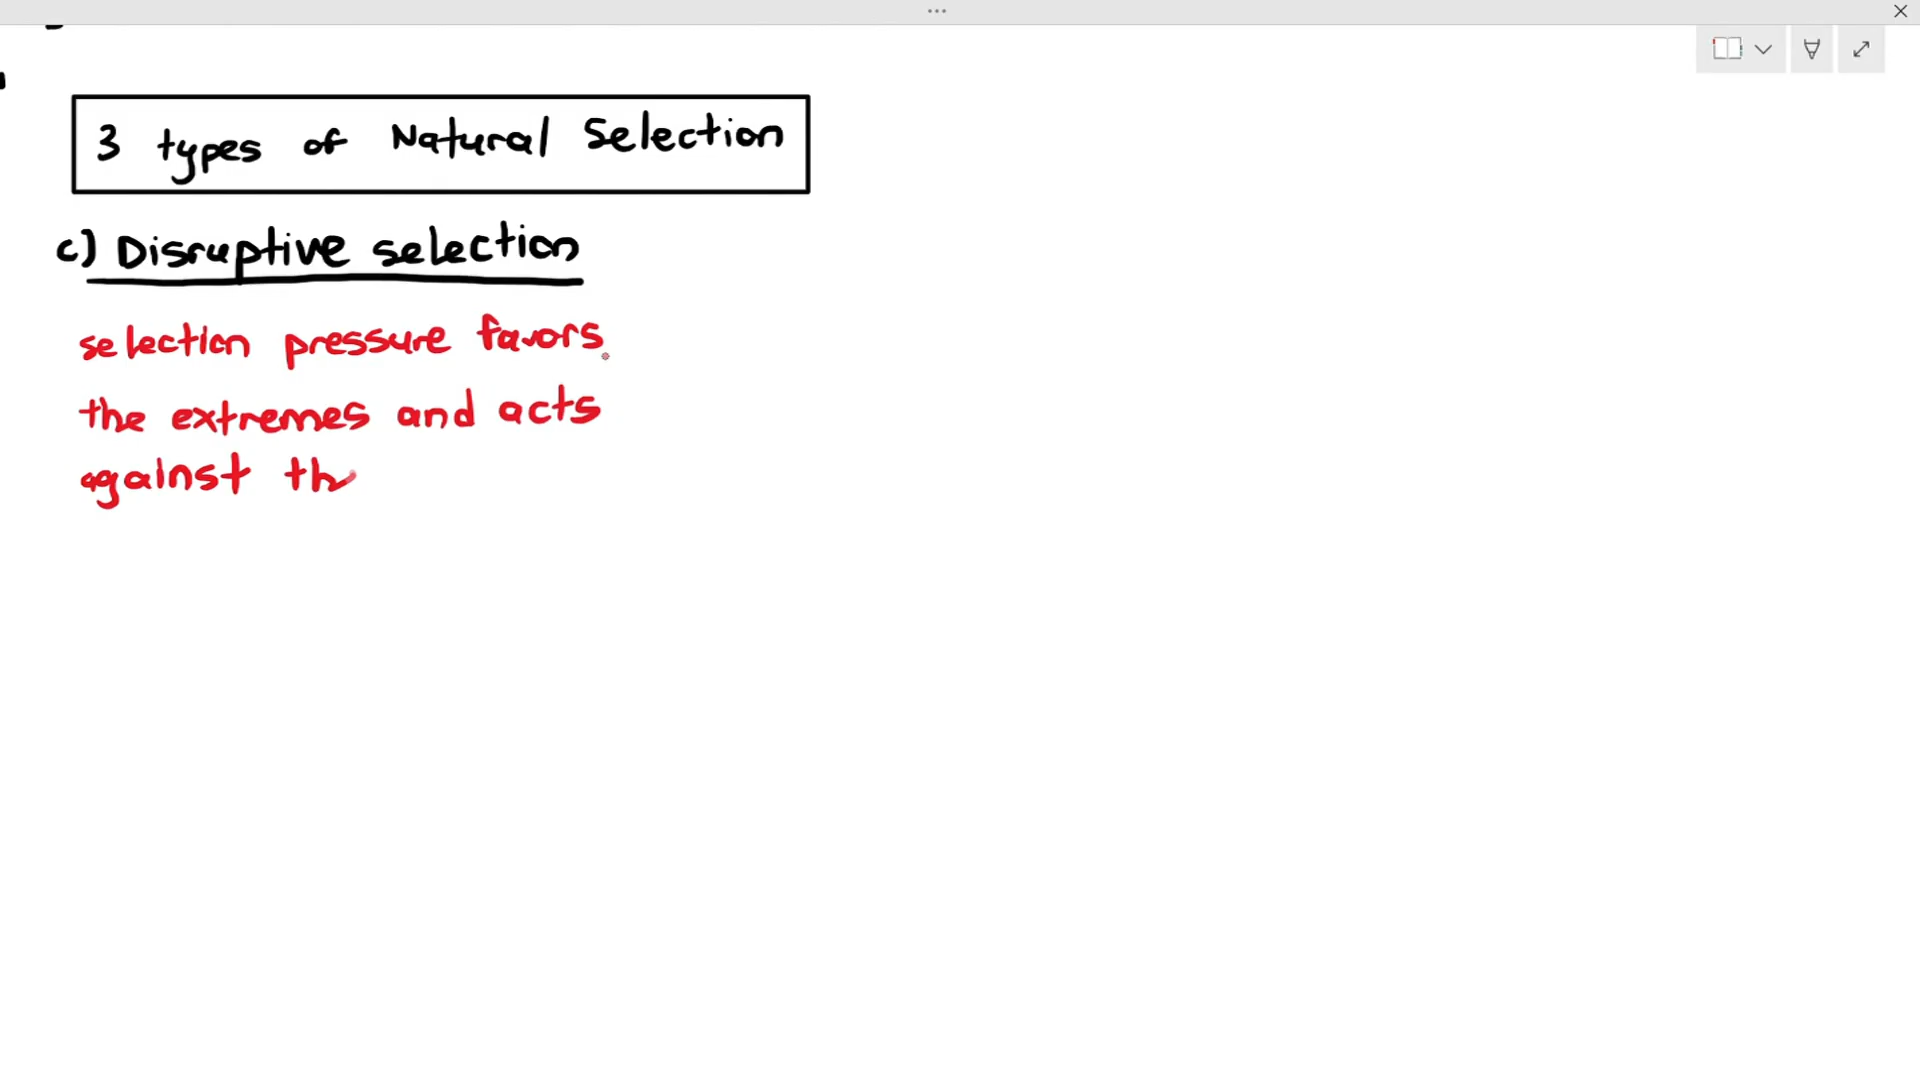 3 types of Natural Selection
c) Disruptive selection
selection pressure favors
the extremes and acts
against th